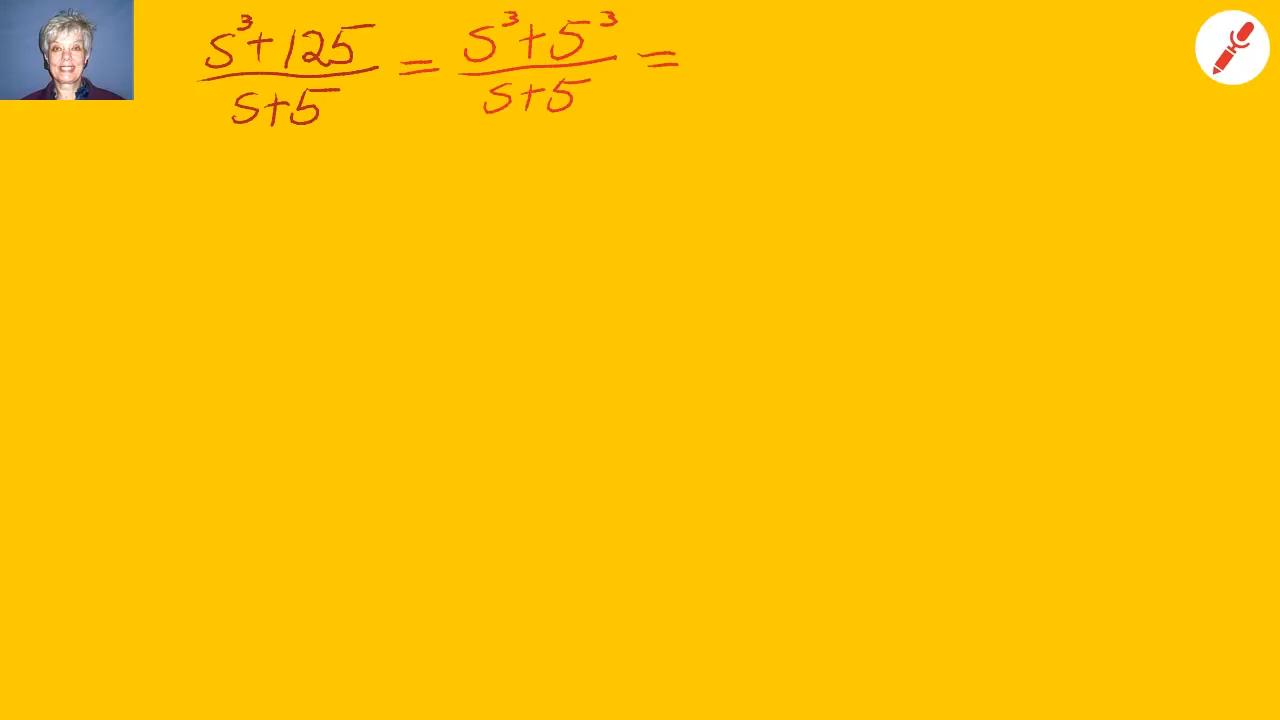 s³+125 / s+5 = s³+5³ / s+5 =